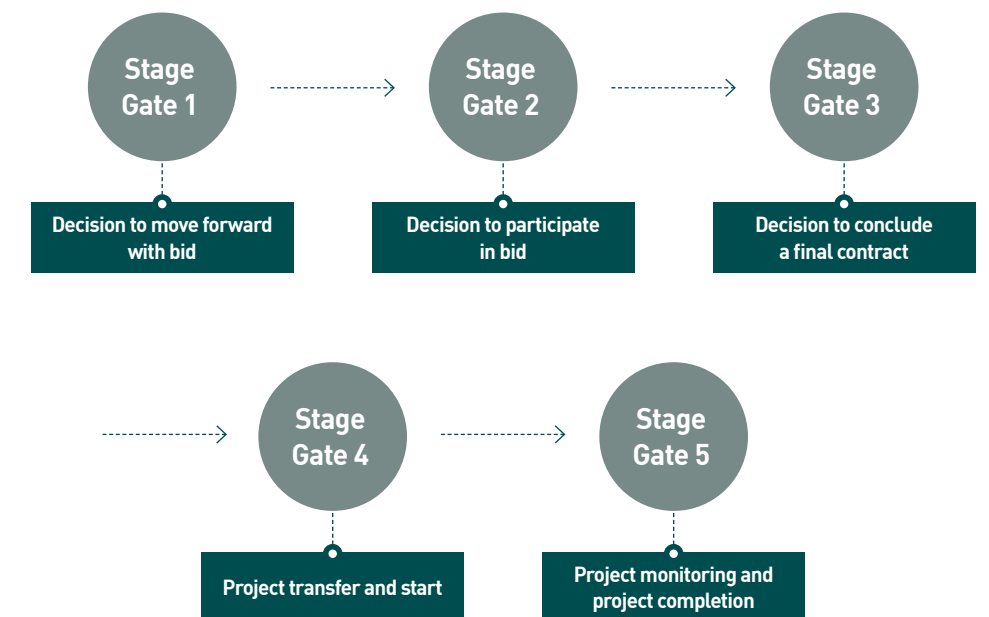 Stage
Gate 1
Stage
Gate 2
Stage
Gate 3
Decision to move forward
with bid
Decision to participate
in bid
Decision to conclude
a final contract
Stage
Gate 4
Stage
Gate 5
Project transfer and start
Project monitoring and
project completion